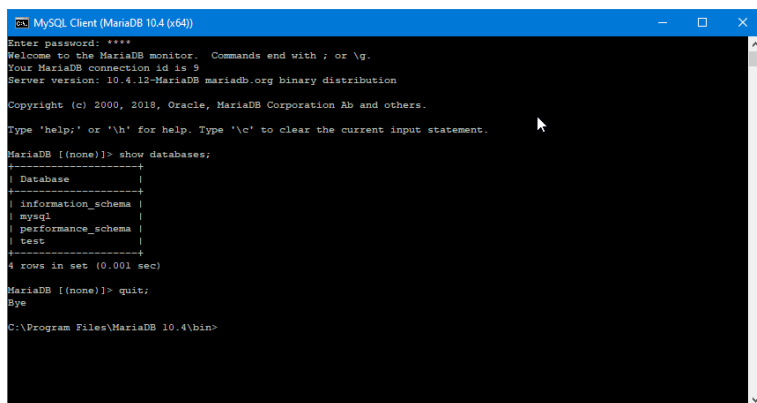 MySQL Client (MariaDB 10.4 (x64))
Enter password: ****
Welcome to the MariaDB monitor.  Commands end with ; or \g.
Your MariaDB connection id is 9
Server version: 10.4.12-MariaDB mariadb.org binary distribution
Copyright (c) 2000, 2018, Oracle, MariaDB Corporation Ab and others.
Type 'help;' or '\h' for help. Type '\c' to clear the current input statement.
MariaDB [(none)]> show databases;
+--------------------+
| Database           |
+--------------------+
| information_schema |
| mysql              |
| performance_schema |
| test               |
+--------------------+
4 rows in set (0.001 sec)
MariaDB [(none)]> quit;
Bye
C:\Program Files\MariaDB 10.4\bin>